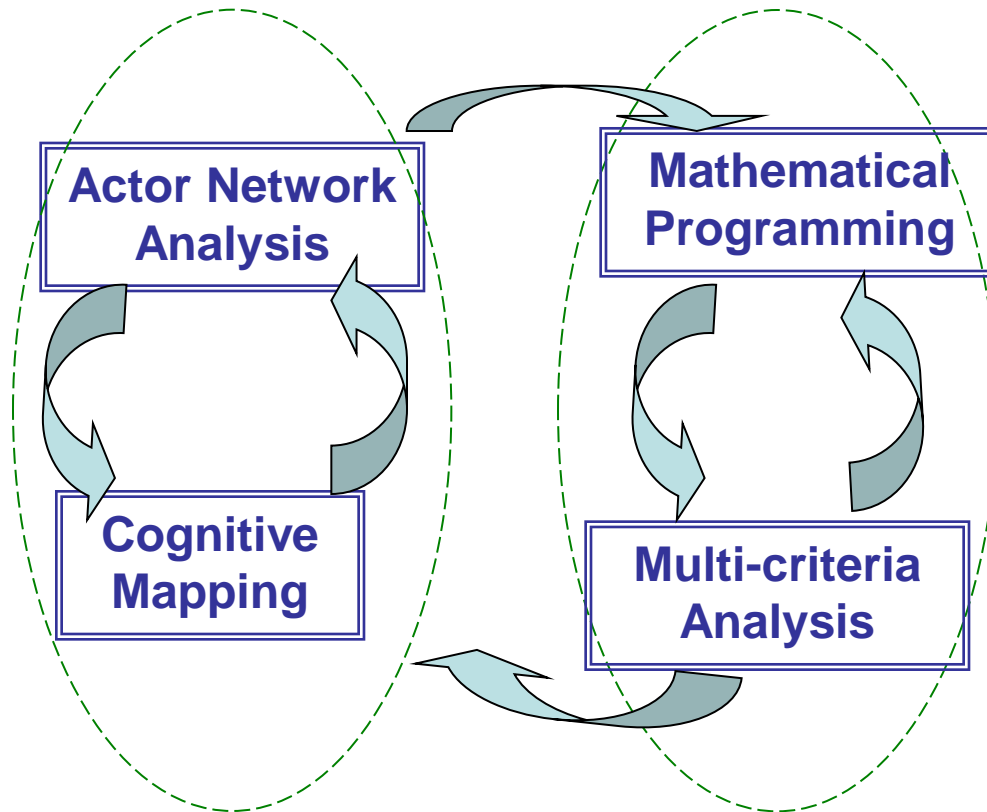 Actor Network
Analysis
Mathematical
Programming
Cognitive
Mapping
Multi-criteria
Analysis